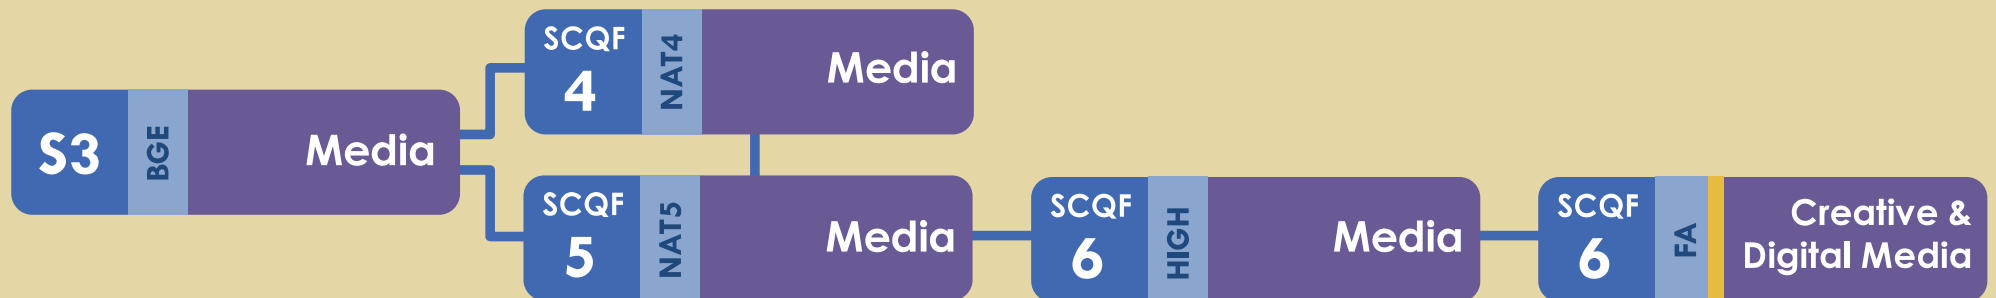 S3
BGE
Media
SCQF
4
NAT4
Media
SCQF
5
NAT5
Media
SCQF
6
HIGH
Media
SCQF
6
FA
Creative &
Digital Media